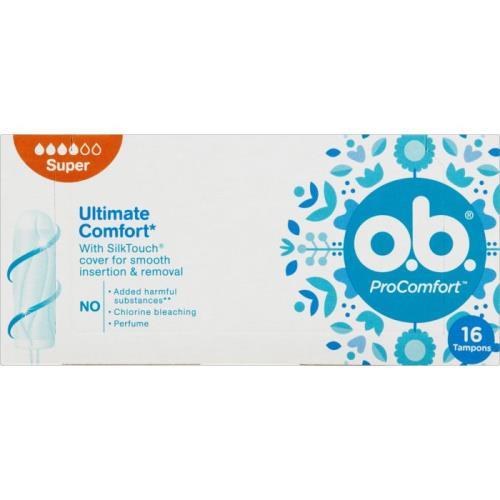 Super
Ultimate
Comfort*
With SilkTouch®
cover for smooth
insertion & removal
NO
• Added harmful
substances**
• Chlorine bleaching
• Perfume
o.b.®
ProComfort™
16
Tampons